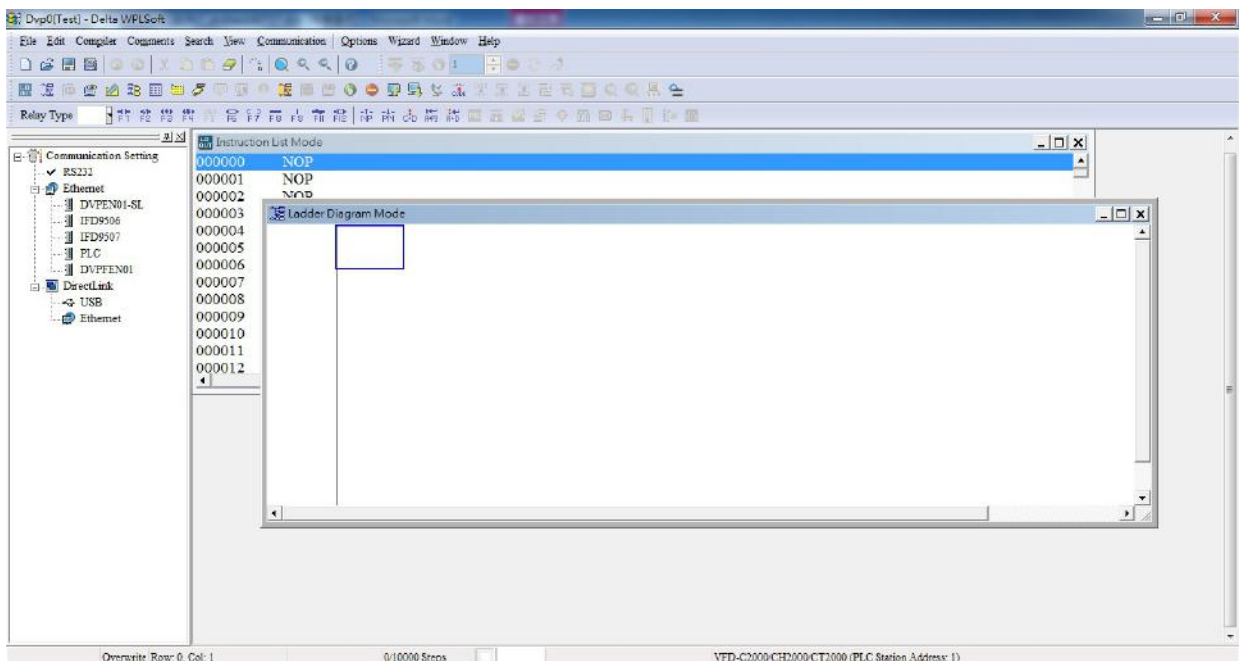 Dvp0[Test] - Delta WPLSoft
File Edit Compiler Comments Search View Communication Options Wizard Window Help
1
Relay Type
Communication Setting
RS232
Ethernet
DVPEN01-SL
IFD9506
IFD9507
PLC
DVPFEN01
DirectLink
USB
Ethernet
Instruction List Mode
000000 NOP
000001 NOP
000002 NOP
000003
000004
000005
000006
000007
000008
000009
000010
000011
000012
Ladder Diagram Mode
Overwrite Row: 0, Col: 1 0/10000 Steps VFD-C2000/CH2000/CT2000 (PLC Station Address: 1)